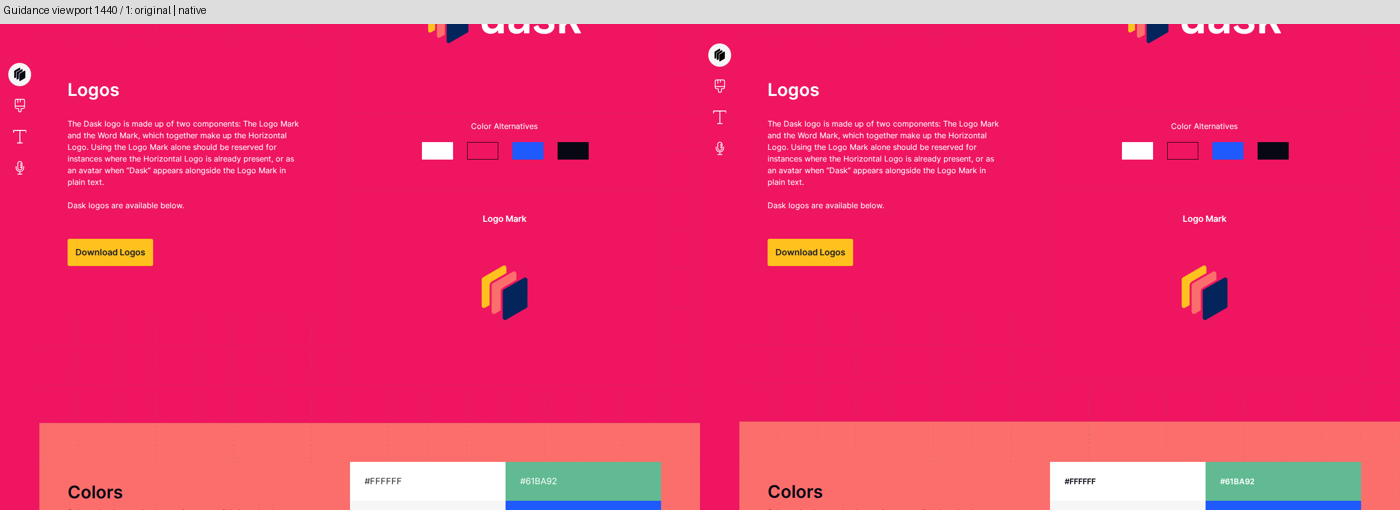 Guidance viewport 1440 / 1: original | native
dask
Logos
The Dask logo is made up of two components: The Logo Mark
and the Word Mark, which together make up the Horizontal
Logo. Using the Logo Mark alone should be reserved for
instances where the Horizontal Logo is already present, or as
an avatar when "Dask" appears alongside the Logo Mark in
plain text.
Dask logos are available below.
Download Logos
Color Alternatives
Logo Mark
Colors
#FFFFFF
#61BA92
dask
Logos
The Dask logo is made up of two components: The Logo Mark
and the Word Mark, which together make up the Horizontal
Logo. Using the Logo Mark alone should be reserved for
instances where the Horizontal Logo is already present, or as
an avatar when "Dask" appears alongside the Logo Mark in
plain text.
Dask logos are available below.
Download Logos
Color Alternatives
Logo Mark
Colors
#FFFFFF
#61BA92